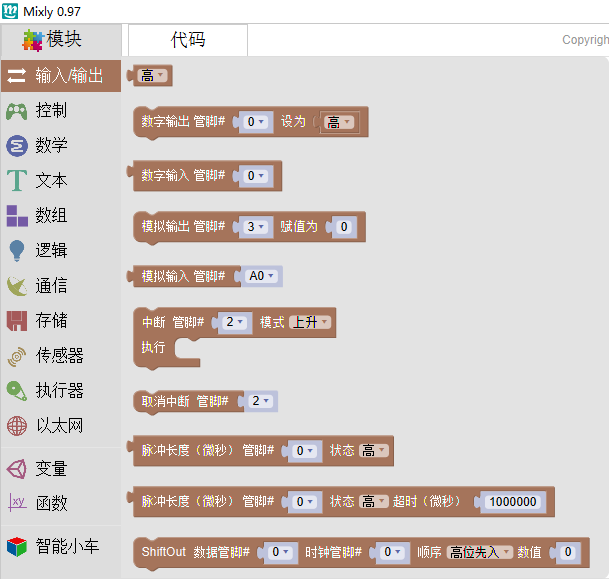 Mixly 0.97
模块
代码
Copyrigh
输入/输出
控制
数学
文本
数组
逻辑
通信
存储
传感器
执行器
以太网
变量
函数
智能小车
高
数字输出 管脚# 0 设为 高
数字输入 管脚# 0
模拟输出 管脚# 3 赋值为 0
模拟输入 管脚# A0
中断 管脚# 2 模式 上升
执行
取消中断 管脚# 2
脉冲长度（微秒） 管脚# 0 状态 高
脉冲长度（微秒） 管脚# 0 状态 高 超时（微秒） 1000000
ShiftOut 数据管脚# 0 时钟管脚# 0 顺序 高位先入 数值 0